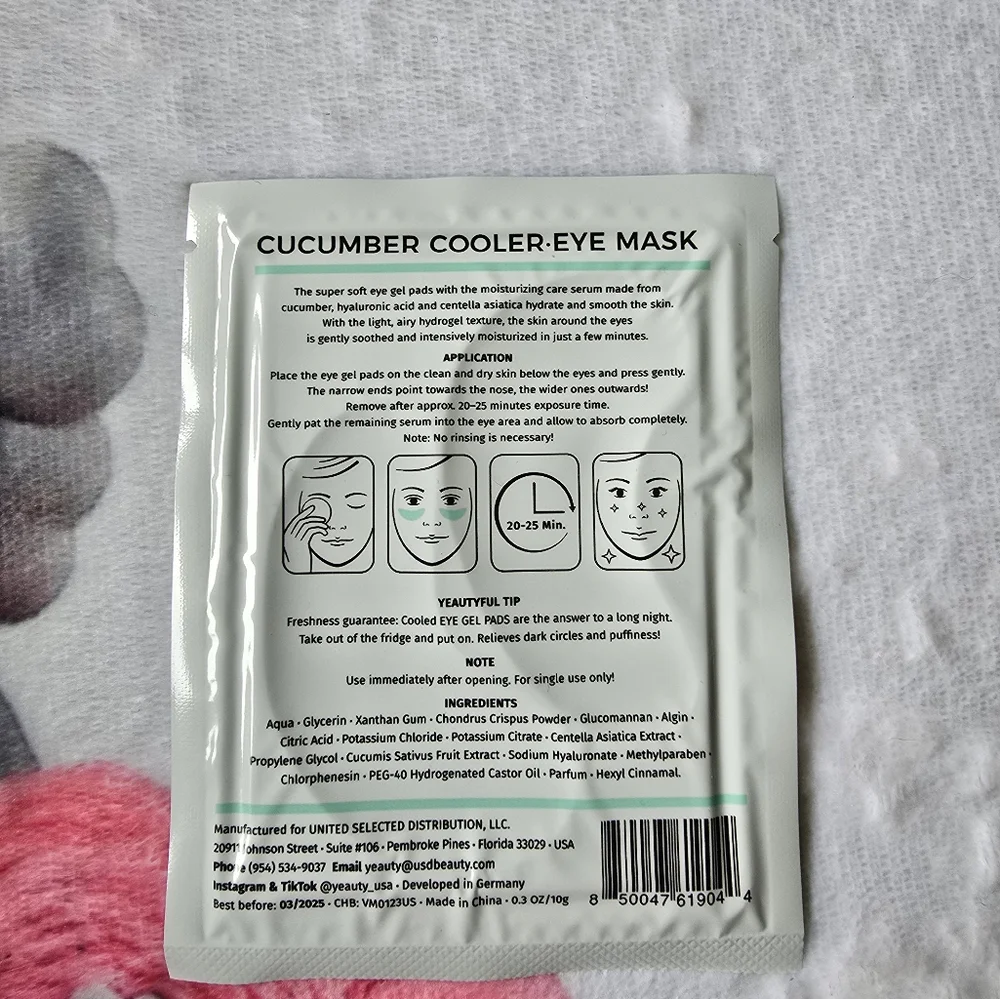 CUCUMBER COOLER·EYE MASK
The super soft eye gel pads with the moisturizing care serum made from
cucumber, hyaluronic acid and centella asiatica hydrate and smooth the skin.
With the light, airy hydrogel texture, the skin around the eyes
is gently soothed and intensively moisturized in just a few minutes.
APPLICATION
Place the eye gel pads on the clean and dry skin below the eyes and press gently.
The narrow ends point towards the nose, the wider ones outwards!
Remove after approx. 20–25 minutes exposure time.
Gently pat the remaining serum into the eye area and allow to absorb completely.
Note: No rinsing is necessary!
20-25 Min.
YEAUTYFUL TIP
Freshness guarantee: Cooled EYE GEL PADS are the answer to a long night.
Take out of the fridge and put on. Relieves dark circles and puffiness!
NOTE
Use immediately after opening. For single use only!
INGREDIENTS
Aqua · Glycerin · Xanthan Gum · Chondrus Crispus Powder · Glucomannan · Algin ·
Citric Acid · Potassium Chloride · Potassium Citrate · Centella Asiatica Extract ·
Propylene Glycol · Cucumis Sativus Fruit Extract · Sodium Hyaluronate · Methylparaben ·
Chlorphenesin · PEG-40 Hydrogenated Castor Oil · Parfum · Hexyl Cinnamal.
Manufactured for UNITED SELECTED DISTRIBUTION, LLC.
20911 Johnson Street · Suite #106 · Pembroke Pines · Florida 33029 · USA
Phone (954) 534-9037 Email yeauty@usdbeauty.com
Instagram & TikTok @yeauty_usa · Developed in Germany
Best before: 03/2025 · CHB: VM0123US · Made in China · 0.3 OZ/10g
8 50047 61904 4